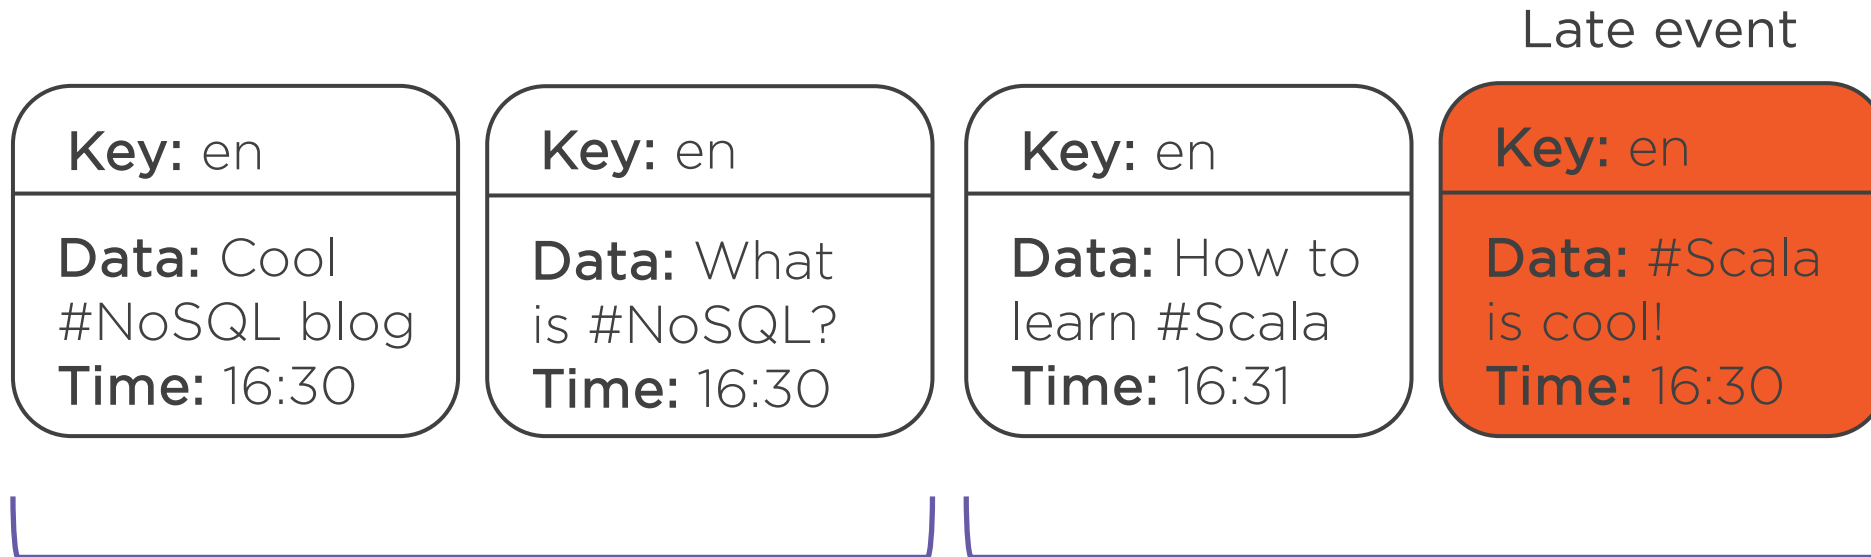 Late event
Key: en
Data: Cool
#NoSQL blog
Time: 16:30
Key: en
Data: What
is #NoSQL?
Time: 16:30
Key: en
Data: How to
learn #Scala
Time: 16:31
Key: en
Data: #Scala
is cool!
Time: 16:30